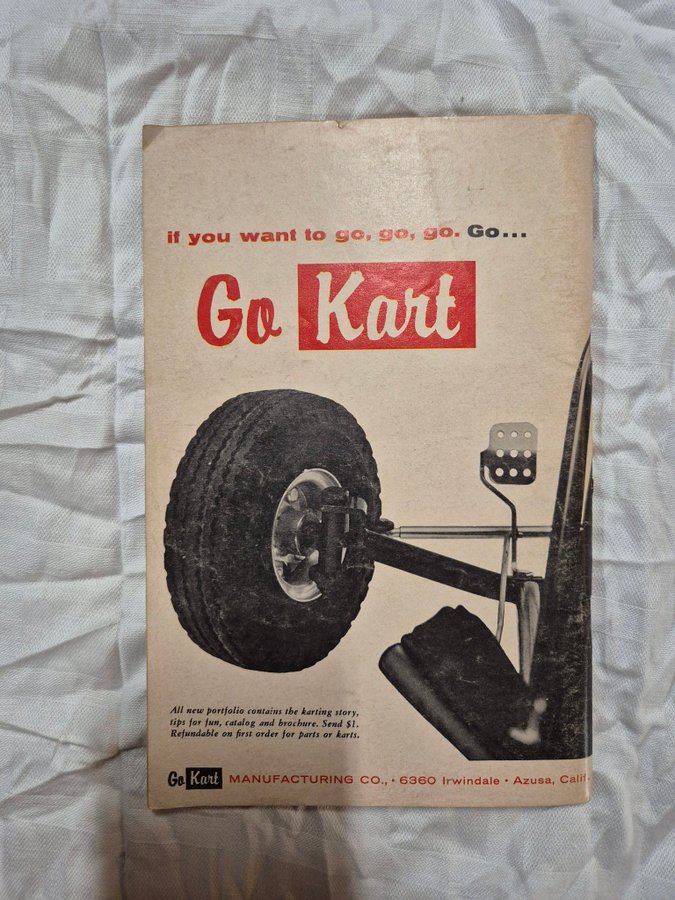 if you want to go, go, go. Go...
Go Kart
All new portfolio contains the karting story,
tips for fun, catalog and brochure. Send $1.
Refundable on first order for parts or karts.
Go Kart MANUFACTURING CO., • 6360 Irwindale • Azusa, Calif.